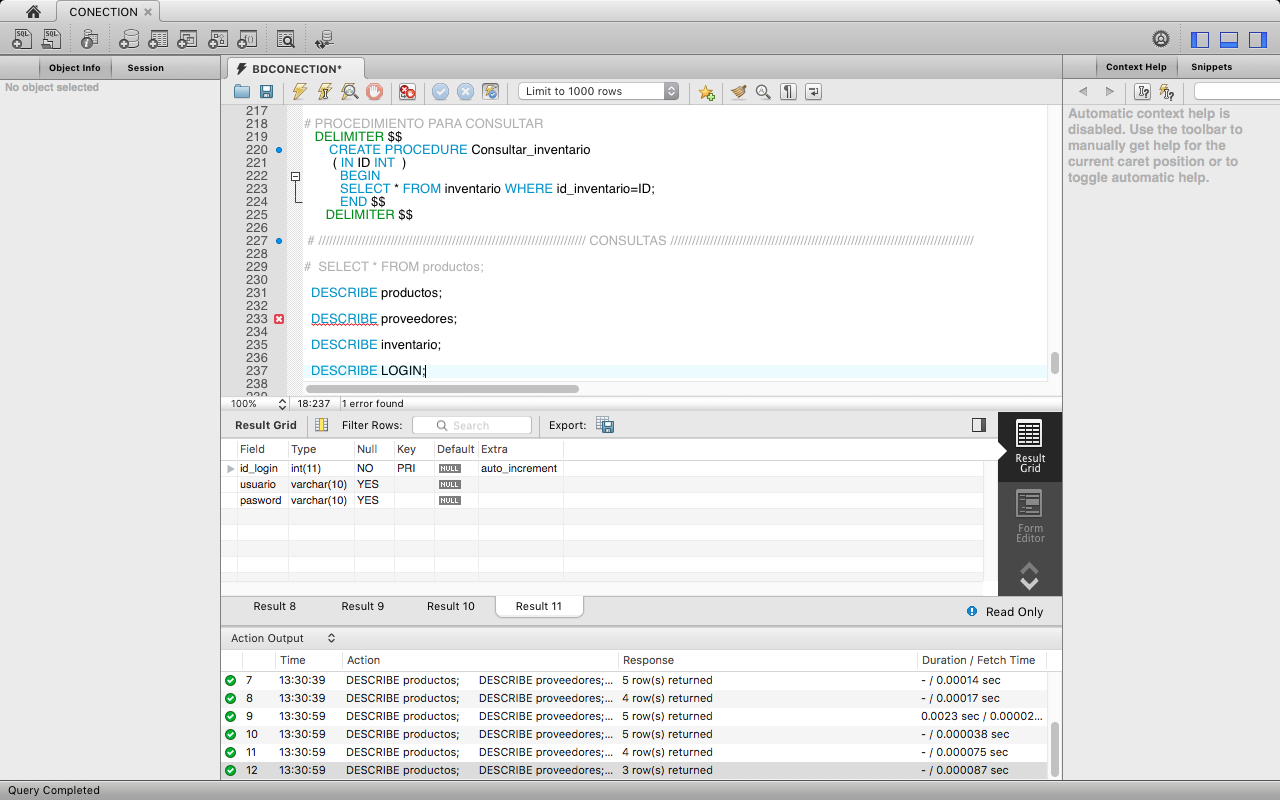 CONECTION
Object Info Session
No object selected
BDCONECTION*
Limit to 1000 rows
Context Help Snippets
Automatic context help is
disabled. Use the toolbar to
manually get help for the
current caret position or to
toggle automatic help.
217
218 # PROCEDIMIENTO PARA CONSULTAR
219 DELIMITER $$
220 CREATE PROCEDURE Consultar_inventario
221 ( IN ID INT )
222 BEGIN
223 SELECT * FROM inventario WHERE id_inventario=ID;
224 END $$
225 DELIMITER $$
226
227 # ////////////////////////////////////////////////////////////////////////// CONSULTAS ////////////////////////////////////////////////////////////////////////////////////
228
229 # SELECT * FROM productos;
230
231 DESCRIBE productos;
232
233 DESCRIBE proveedores;
234
235 DESCRIBE inventario;
236
237 DESCRIBE LOGIN;
238
239
100% 18:237 1 error found
Result Grid Filter Rows: Search Export:
Field Type Null Key Default Extra
id_login int(11) NO PRI NULL auto_increment
usuario varchar(10) YES NULL
pasword varchar(10) YES NULL
Result
Grid
Form
Editor
Result 8 Result 9 Result 10 Result 11 Read Only
Action Output
Time Action Response Duration / Fetch Time
7 13:30:39 DESCRIBE productos; DESCRIBE proveedores;... 5 row(s) returned - / 0.00014 sec
8 13:30:39 DESCRIBE productos; DESCRIBE proveedores;... 4 row(s) returned - / 0.00017 sec
9 13:30:59 DESCRIBE productos; DESCRIBE proveedores;... 5 row(s) returned 0.0023 sec / 0.00002...
10 13:30:59 DESCRIBE productos; DESCRIBE proveedores;... 5 row(s) returned - / 0.000038 sec
11 13:30:59 DESCRIBE productos; DESCRIBE proveedores;... 4 row(s) returned - / 0.000075 sec
12 13:30:59 DESCRIBE productos; DESCRIBE proveedores;... 3 row(s) returned - / 0.000087 sec
Query Completed